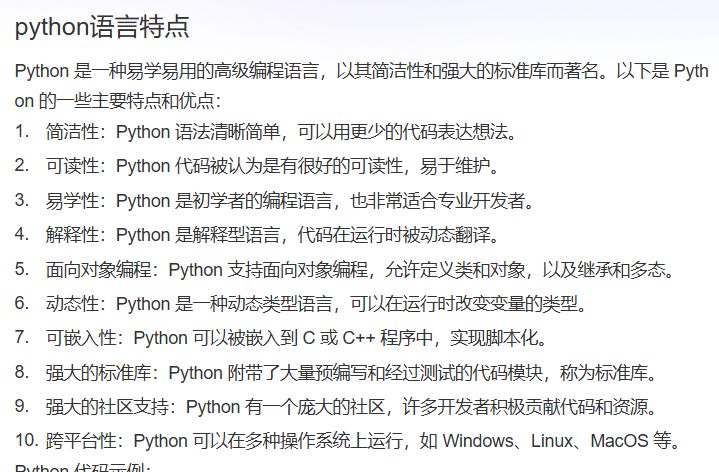 python语言特点
Python 是一种易学易用的高级编程语言，以其简洁性和强大的标准库而著名。以下是 Pyth
on 的一些主要特点和优点：
1. 简洁性：Python 语法清晰简单，可以用更少的代码表达想法。
2. 可读性：Python 代码被认为是有很好的可读性，易于维护。
3. 易学性：Python 是初学者的编程语言，也非常适合专业开发者。
4. 解释性：Python 是解释型语言，代码在运行时被动态翻译。
5. 面向对象编程：Python 支持面向对象编程，允许定义类和对象，以及继承和多态。
6. 动态性：Python 是一种动态类型语言，可以在运行时改变变量的类型。
7. 可嵌入性：Python 可以被嵌入到 C 或 C++ 程序中，实现脚本化。
8. 强大的标准库：Python 附带了大量预编写和经过测试的代码模块，称为标准库。
9. 强大的社区支持：Python 有一个庞大的社区，许多开发者积极贡献代码和资源。
10. 跨平台性：Python 可以在多种操作系统上运行，如 Windows、Linux、MacOS 等。
Python 代码示例：